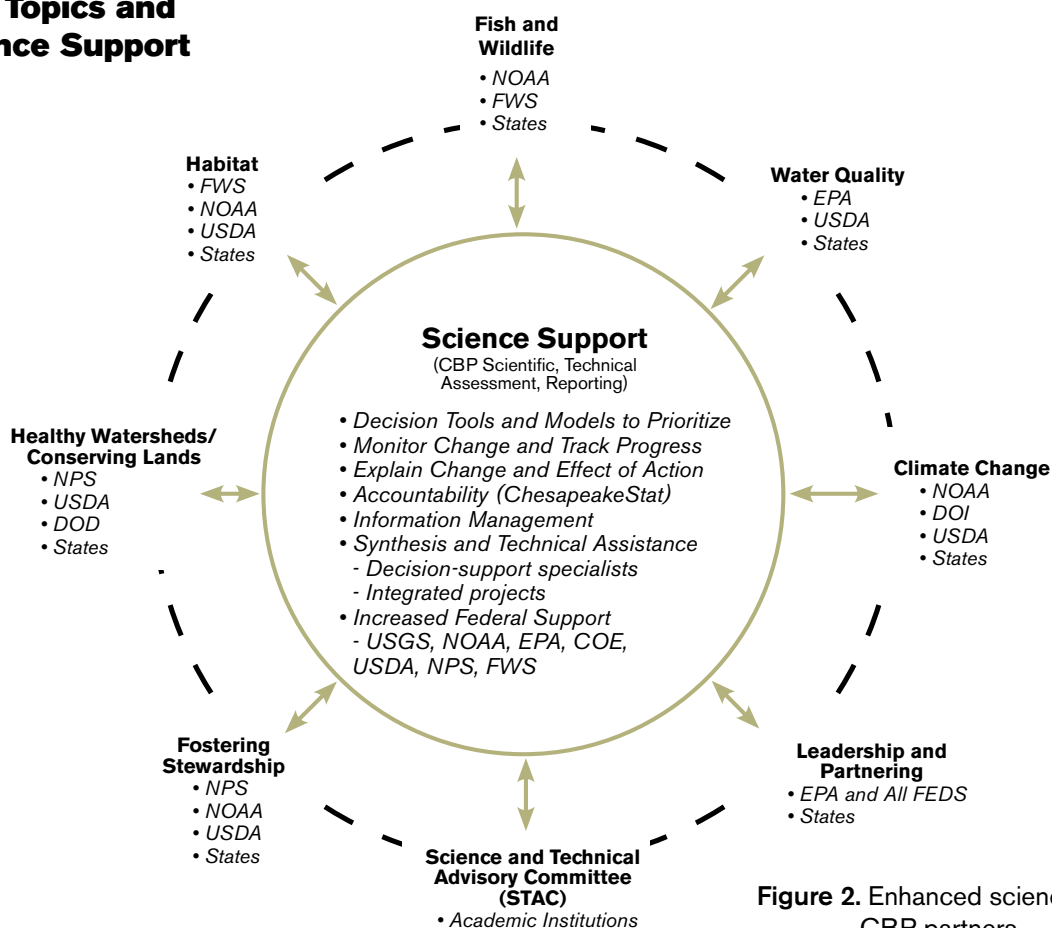 Topics and
nce Support
Fish and
Wildlife
• NOAA
• FWS
• States
Habitat
• FWS
• NOAA
• USDA
• States
Water Quality
• EPA
• USDA
• States
Science Support
(CBP Scientific, Technical
Assessment, Reporting)
• Decision Tools and Models to Prioritize
• Monitor Change and Track Progress
• Explain Change and Effect of Action
• Accountability (ChesapeakeStat)
• Information Management
• Synthesis and Technical Assistance
- Decision-support specialists
- Integrated projects
• Increased Federal Support
- USGS, NOAA, EPA, COE,
USDA, NPS, FWS
Healthy Watersheds/
Conserving Lands
• NPS
• USDA
• DOD
• States
Climate Change
• NOAA
• DOI
• USDA
• States
Fostering
Stewardship
• NPS
• NOAA
• USDA
• States
Leadership and
Partnering
• EPA and All FEDS
• States
Science and Technical
Advisory Committee
(STAC)
• Academic Institutions
Figure 2. Enhanced scienc
CBP partners